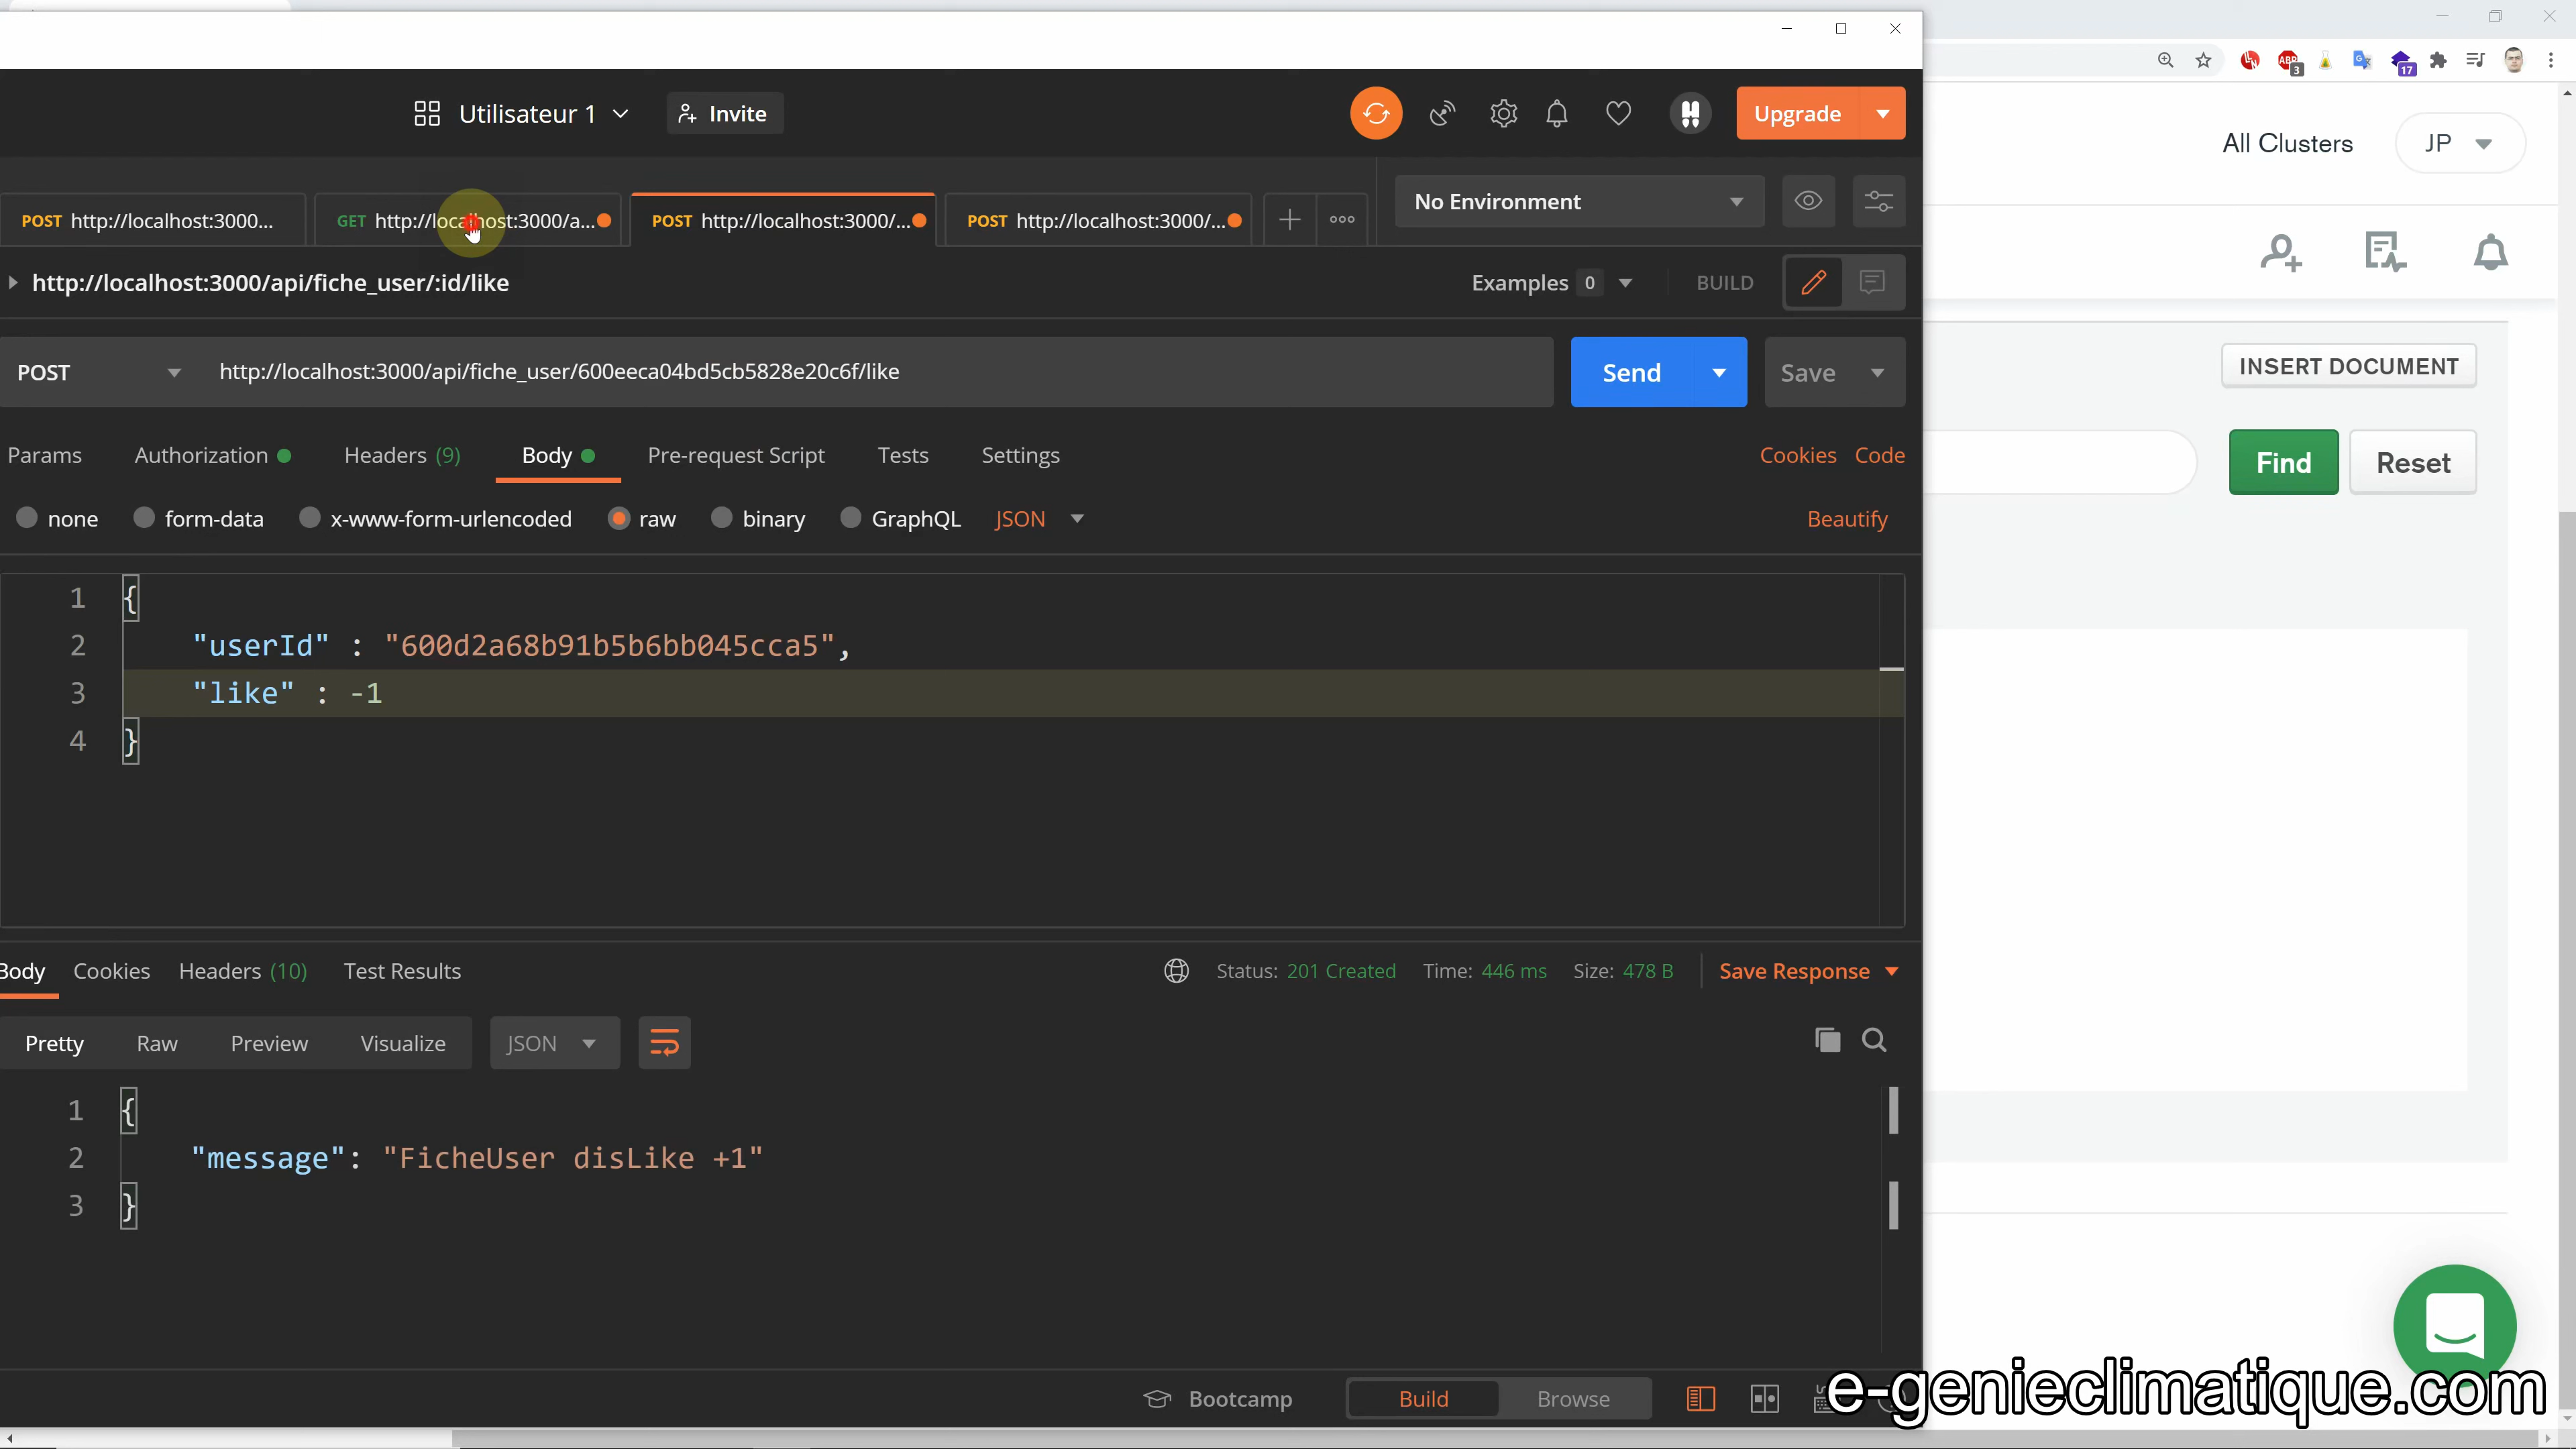 Utilisateur 1
Invite
Upgrade
3
17
All Clusters
JP
POST http://localhost:3000...
GET http://localhost:3000/a...
POST http://localhost:3000/...
POST http://localhost:3000/...
No Environment
http://localhost:3000/api/fiche_user/:id/like
Examples 0
BUILD
POST
http://localhost:3000/api/fiche_user/600eeca04bd5cb5828e20c6f/like
Send
Save
INSERT DOCUMENT
Params
Authorization
Headers (9)
Body
Pre-request Script
Tests
Settings
Cookies
Code
Find
Reset
none
form-data
x-www-form-urlencoded
raw
binary
GraphQL
JSON
Beautify
1 {
2 "userId" : "600d2a68b91b5b6bb045cca5",
3 "like" : -1
4 }
Body
Cookies
Headers (10)
Test Results
Status: 201 Created
Time: 446 ms
Size: 478 B
Save Response
Pretty
Raw
Preview
Visualize
JSON
1 {
2 "message": "FicheUser disLike +1"
3 }
Bootcamp
Build
Browse
e-genieclimatique.com